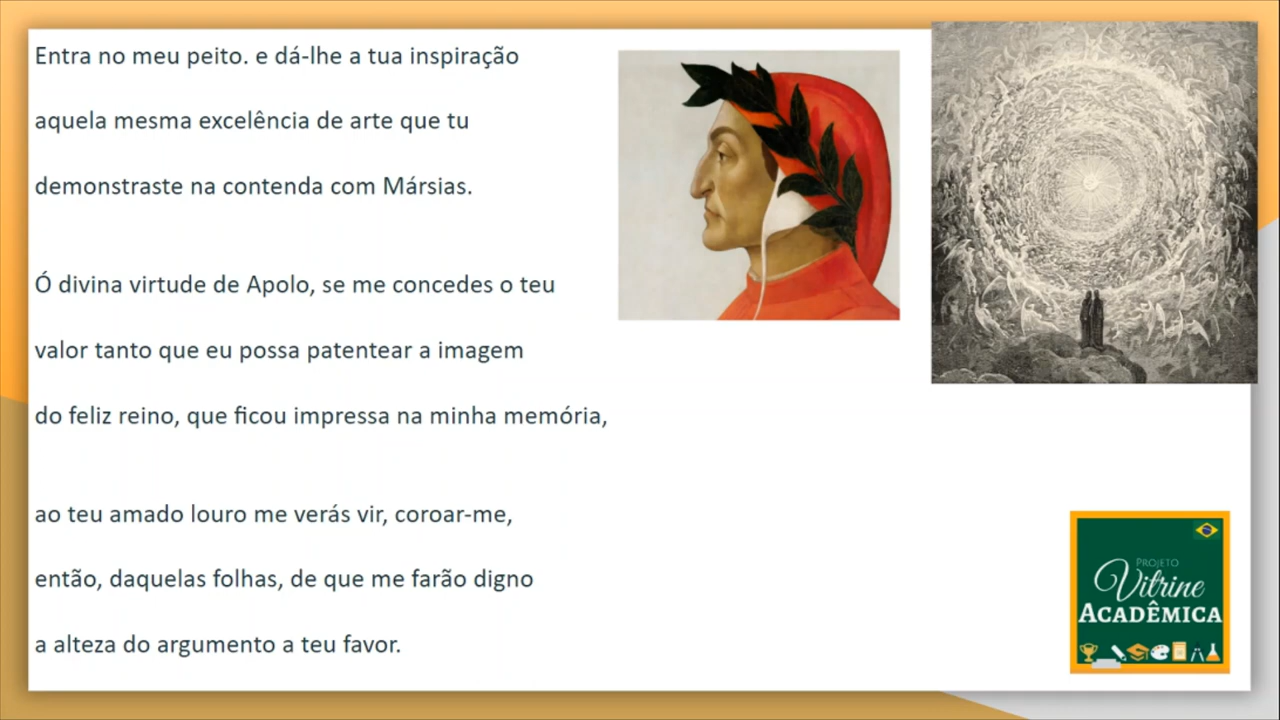 Entra no meu peito. e dá-lhe a tua inspiração
aquela mesma excelência de arte que tu
demonstraste na contenda com Mársias.
Ó divina virtude de Apolo, se me concedes o teu
valor tanto que eu possa patentear a imagem
do feliz reino, que ficou impressa na minha memória,
ao teu amado louro me verás vir, coroar-me,
então, daquelas folhas, de que me farão digno
a alteza do argumento a teu favor.
PROJETO
Vitrine
ACADÊMICA